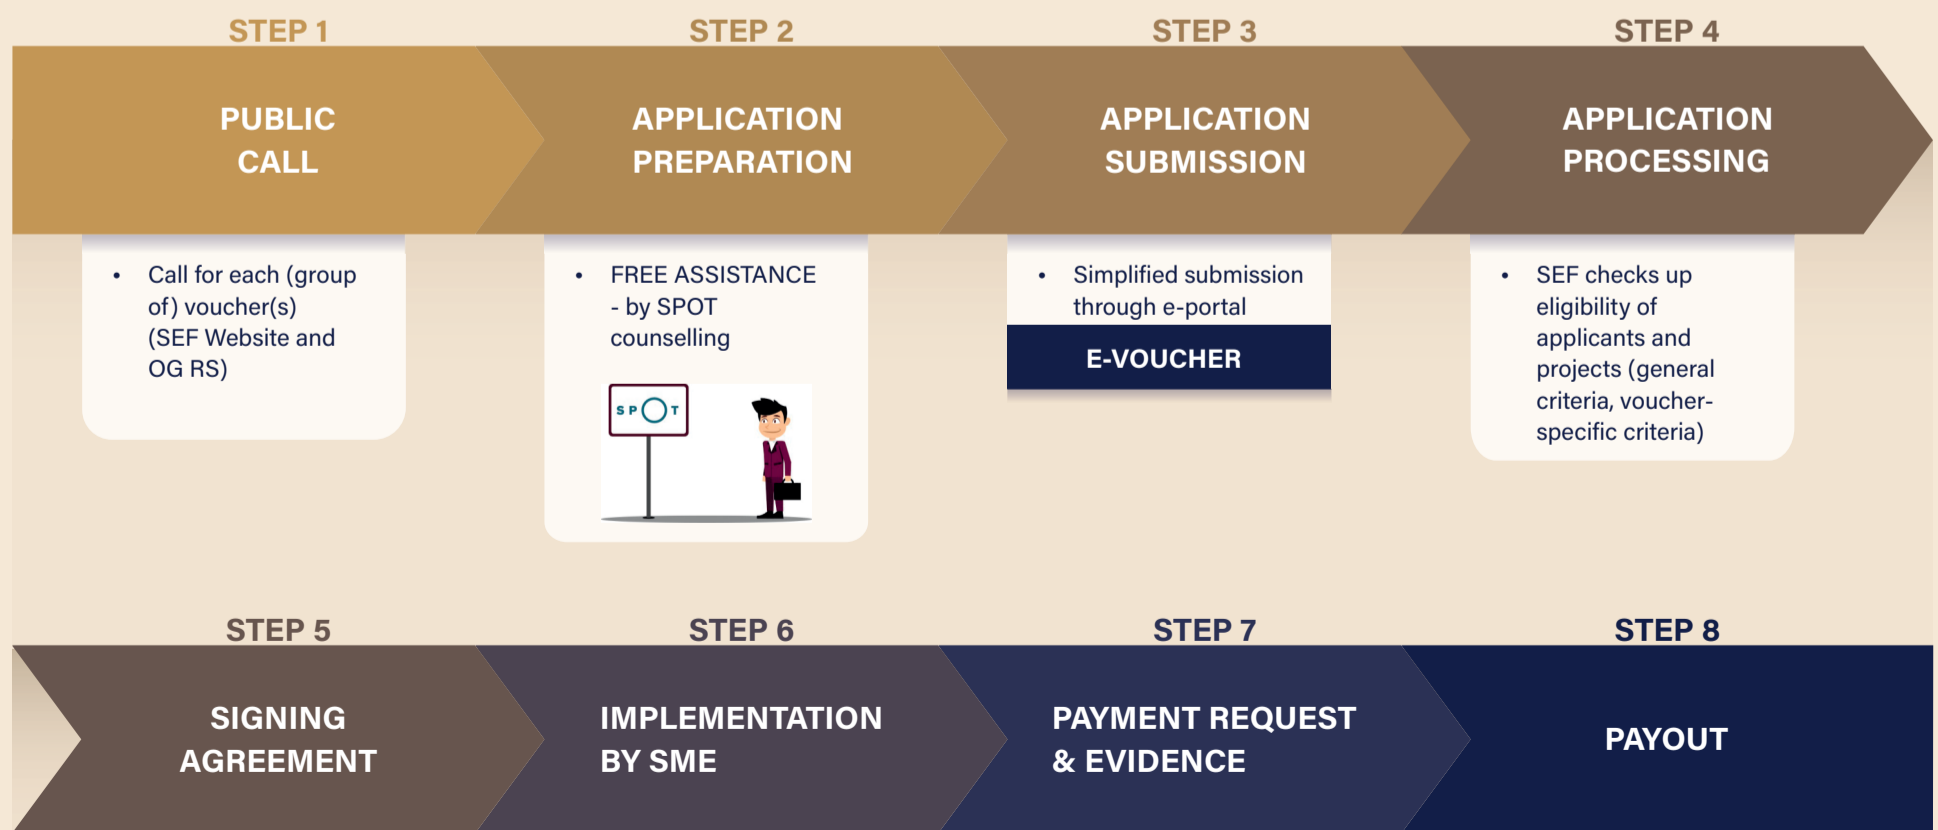 STEP 1
PUBLIC
CALL
• Call for each (group
of) voucher(s)
(SEF Website and
OG RS)
STEP 2
APPLICATION
PREPARATION
• FREE ASSISTANCE
- by SPOT
counselling
SPOT
STEP 3
APPLICATION
SUBMISSION
• Simplified submission
through e-portal
E-VOUCHER
STEP 4
APPLICATION
PROCESSING
• SEF checks up
eligibility of
applicants and
projects (general
criteria, voucher-
specific criteria)
STEP 5
SIGNING
AGREEMENT
STEP 6
IMPLEMENTATION
BY SME
STEP 7
PAYMENT REQUEST
& EVIDENCE
STEP 8
PAYOUT